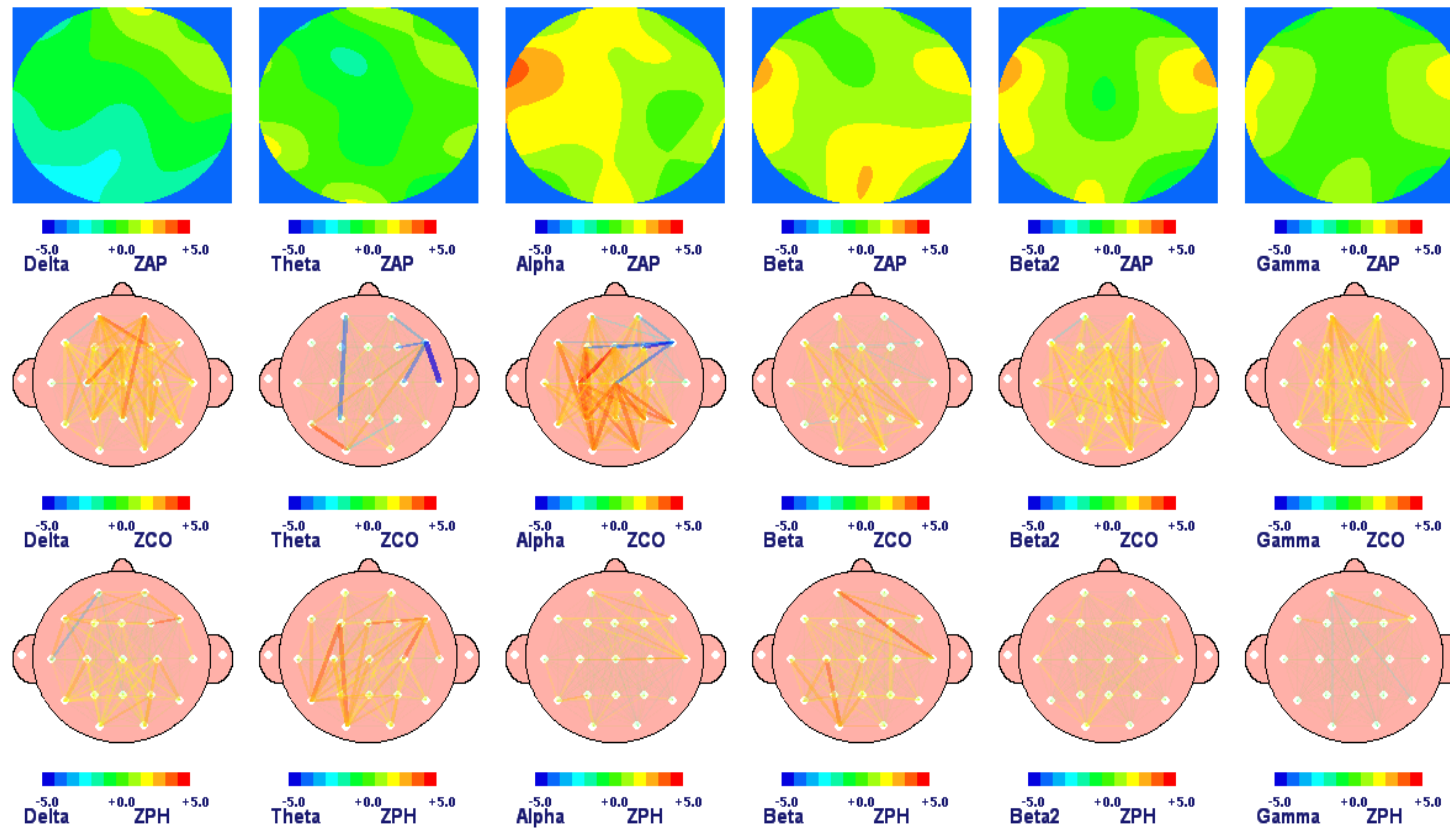 -5.0 +0.0 +5.0 -5.0 +0.0 +5.0 -5.0 +0.0 +5.0 -5.0 +0.0 +5.0 -5.0 +0.0 +5.0 -5.0 +0.0 +5.0
Delta ZAP Theta ZAP Alpha ZAP Beta ZAP Beta2 ZAP Gamma ZAP
-5.0 +0.0 +5.0 -5.0 +0.0 +5.0 -5.0 +0.0 +5.0 -5.0 +0.0 +5.0 -5.0 +0.0 +5.0 -5.0 +0.0 +5.0
Delta ZCO Theta ZCO Alpha ZCO Beta ZCO Beta2 ZCO Gamma ZCO
-5.0 +0.0 +5.0 -5.0 +0.0 +5.0 -5.0 +0.0 +5.0 -5.0 +0.0 +5.0 -5.0 +0.0 +5.0 -5.0 +0.0 +5.0
Delta ZPH Theta ZPH Alpha ZPH Beta ZPH Beta2 ZPH Gamma ZPH